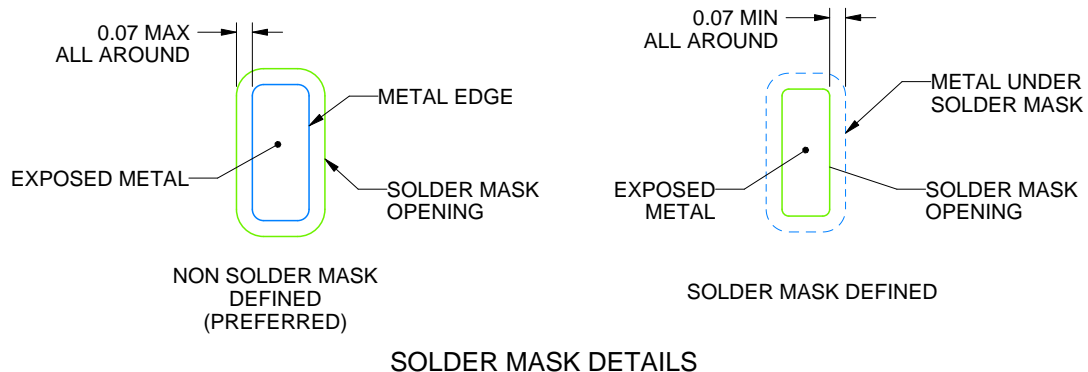 0.07 MAX
ALL AROUND
METAL EDGE
EXPOSED METAL
SOLDER MASK
OPENING
NON SOLDER MASK
DEFINED
(PREFERRED)
0.07 MIN
ALL AROUND
METAL UNDER
SOLDER MASK
EXPOSED
METAL
SOLDER MASK
OPENING
SOLDER MASK DEFINED
SOLDER MASK DETAILS